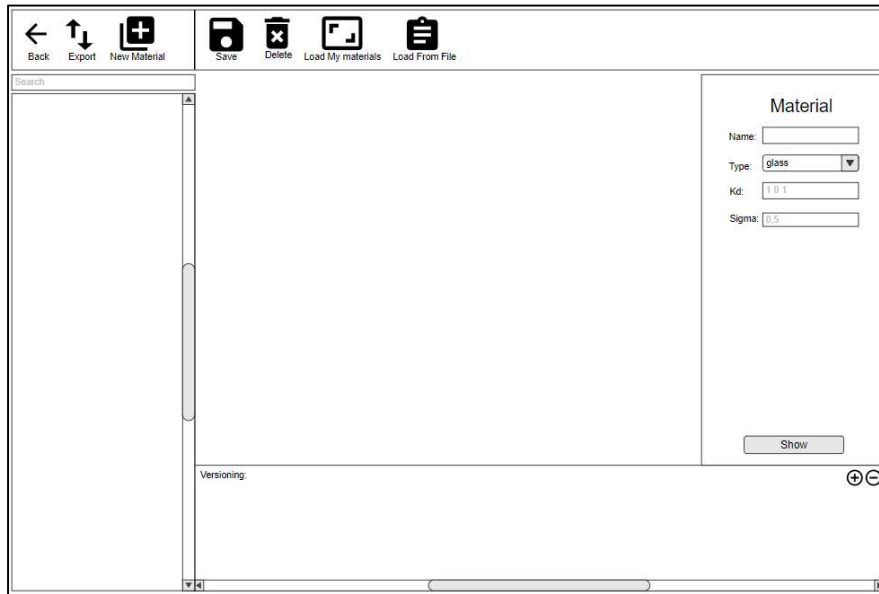 Back Export New Material Save Delete Load My materials Load From File
Search
Material
Name:
Type: glass
Kd: 1 0 1
Sigma: 0,5
Show
Versioning: